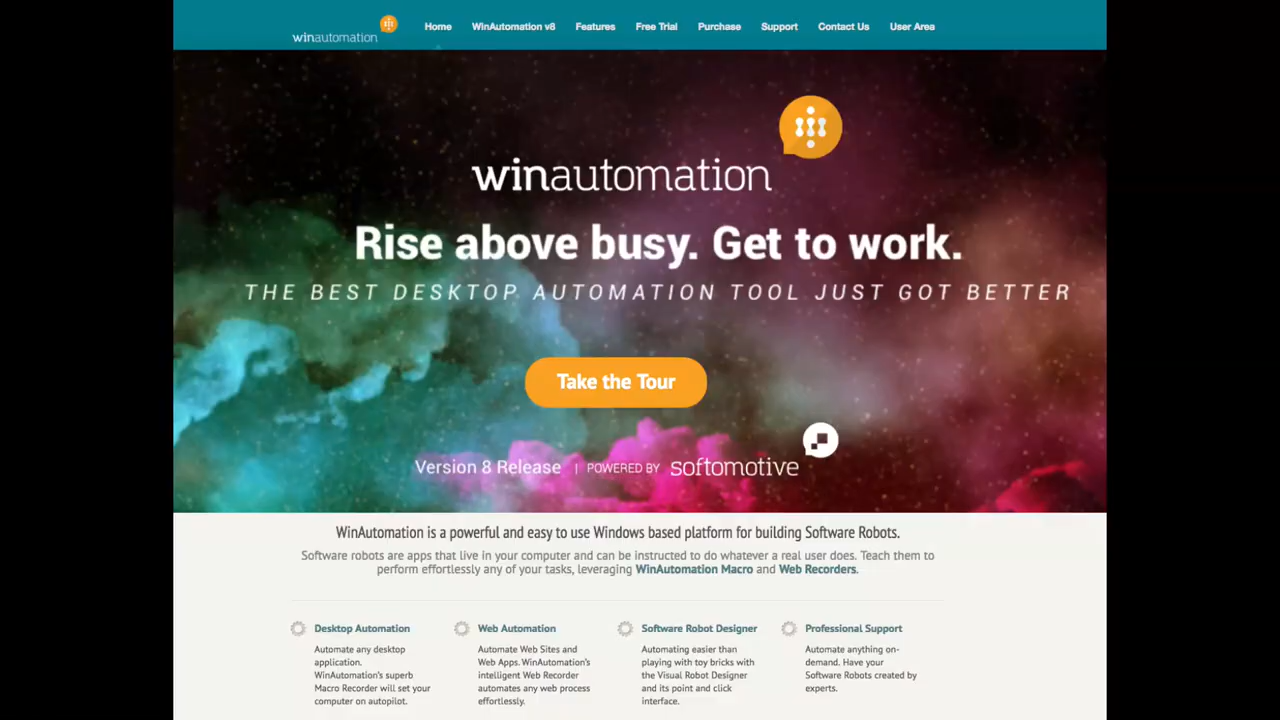 winautomation
Home WinAutomation v8 Features Free Trial Purchase Support Contact Us User Area
winautomation
Rise above busy. Get to work.
THE BEST DESKTOP AUTOMATION TOOL JUST GOT BETTER
Take the Tour
Version 8 Release | POWERED BY softomotive
WinAutomation is a powerful and easy to use Windows based platform for building Software Robots.
Software robots are apps that live in your computer and can be instructed to do whatever a real user does. Teach them to
perform effortlessly any of your tasks, leveraging WinAutomation Macro and Web Recorders.
Desktop Automation
Automate any desktop
application.
WinAutomation's superb
Macro Recorder will set your
computer on autopilot.
Web Automation
Automate Web Sites and
Web Apps. WinAutomation's
intelligent Web Recorder
automates any web process
effortlessly.
Software Robot Designer
Automating easier than
playing with toy bricks with
the Visual Robot Designer
and its point and click
interface.
Professional Support
Automate anything on-
demand. Have your
Software Robots created by
experts.